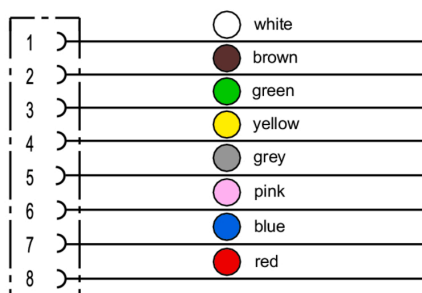 1 white
2 brown
3 green
4 yellow
5 grey
6 pink
7 blue
8 red